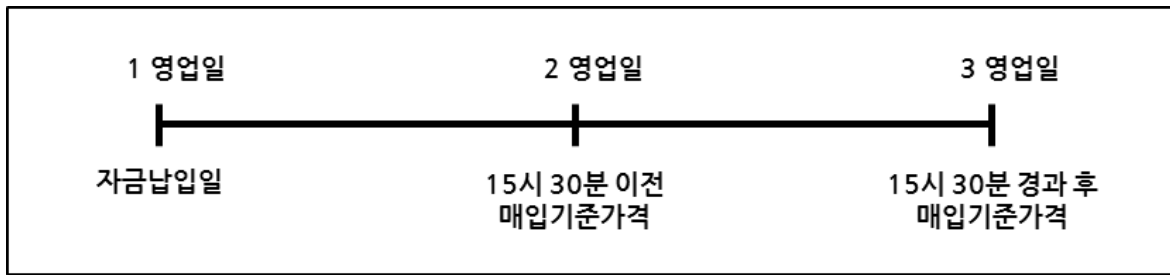 1 영업일
2 영업일
3 영업일
자금납입일
15시 30분 이전
매입기준가격
15시 30분 경과 후
매입기준가격